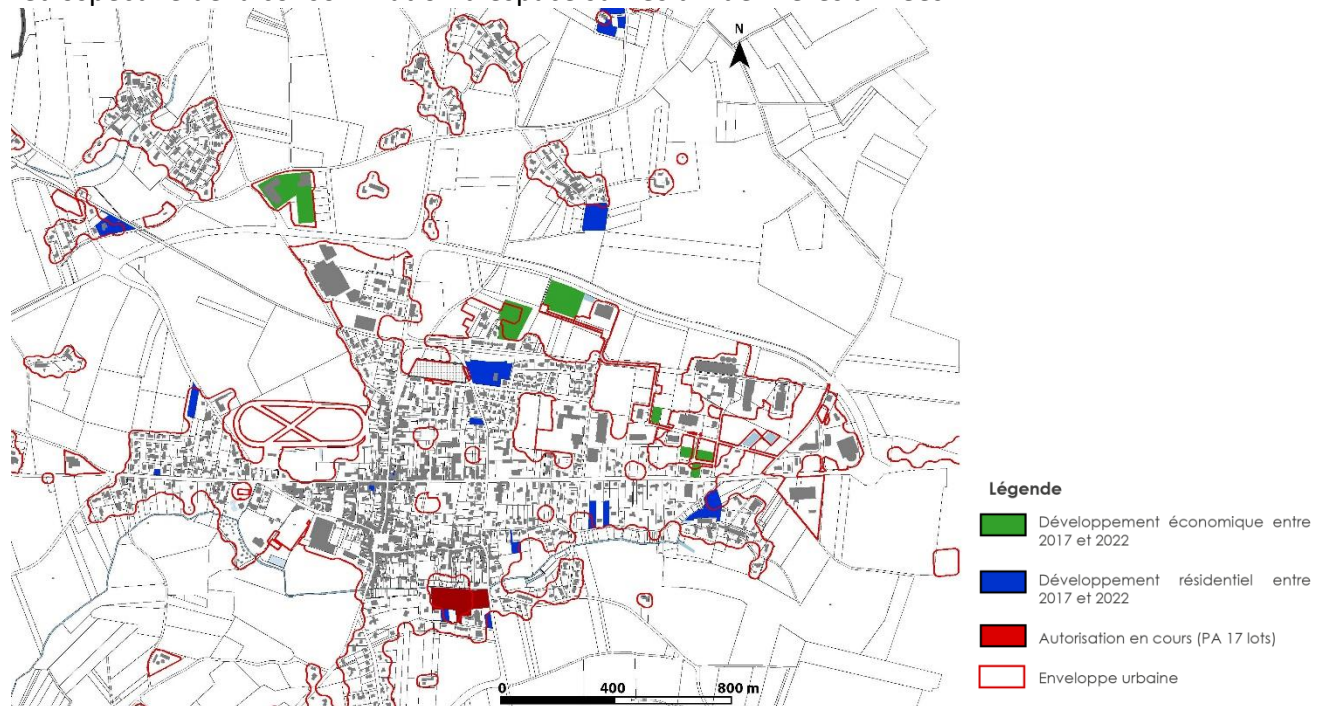 N
0 400 800 m
Légende
Développement économique entre
2017 et 2022
Développement résidentiel entre
2017 et 2022
Autorisation en cours (PA 17 lots)
Enveloppe urbaine